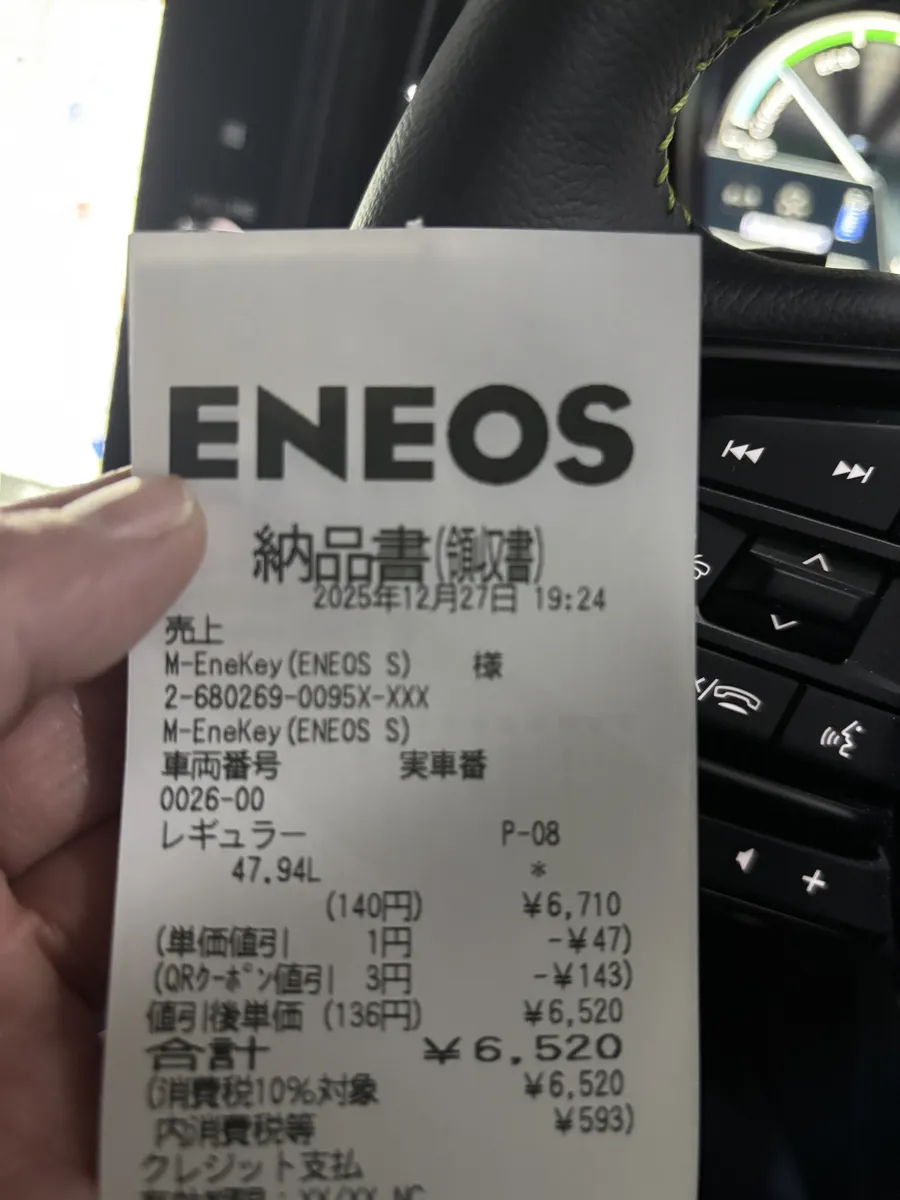 ENEOS
納品書(領収書)
2025年12月27日 19:24
売上
M-EneKey(ENEOS S) 様
2-680269-0095X-XXX
M-EneKey(ENEOS S)
車両番号 実車番
0026-00
レギュラー P-08
47.94L *
(140円) ¥6,710
(単価値引 1円 -¥47)
(QRクーポン値引 3円 -¥143)
値引後単価 (136円) ¥6,520
合計 ¥6,520
(消費税10%対象 ¥6,520
内消費税等 ¥593)
クレジット支払